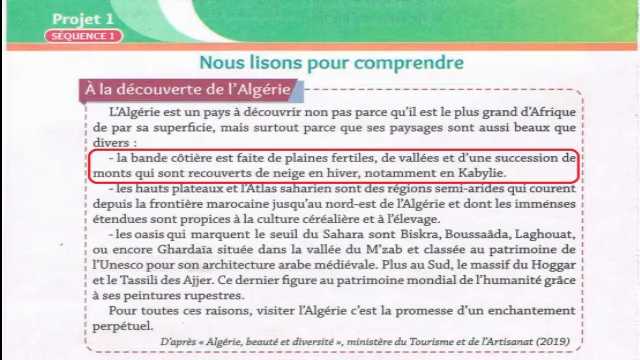 Projet 1
SÉQUENCE 1
Nous lisons pour comprendre
À la découverte de l'Algérie
L'Algérie est un pays à découvrir non pas parce qu'il est le plus grand d'Afrique
de par sa superficie, mais surtout parce que ses paysages sont aussi beaux que
divers :
- la bande côtière est faite de plaines fertiles, de vallées et d'une succession de
monts qui sont recouverts de neige en hiver, notamment en Kabylie.
- les hauts plateaux et l'Atlas saharien sont des régions semi-arides qui courent
depuis la frontière marocaine jusqu'au nord-est de l'Algérie et dont les immenses
étendues sont propices à la culture céréalière et à l'élevage.
- les oasis qui marquent le seuil du Sahara sont Biskra, Boussaâda, Laghouat,
ou encore Ghardaïa située dans la vallée du M'zab et classée au patrimoine de
l'Unesco pour son architecture arabe médiévale. Plus au Sud, le massif du Hoggar
et le Tassili des Ajjer. Ce dernier figure au patrimoine mondial de l'humanité grâce
à ses peintures rupestres.
Pour toutes ces raisons, visiter l'Algérie c'est la promesse d'un enchantement
perpétuel.
D'après « Algérie, beauté et diversité », ministère du Tourisme et de l'Artisanat (2019)